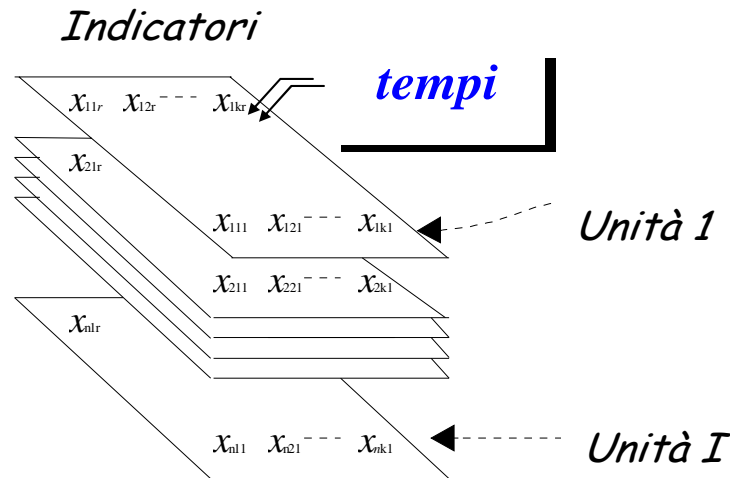 Indicatori
tempi
x11r x12r ---- x1kr
x21r
x111 x121 ---- x1k1
Unità 1
x211 x221 ---- x2k1
xn1r
xn11 xn21 ---- xnk1
Unità I